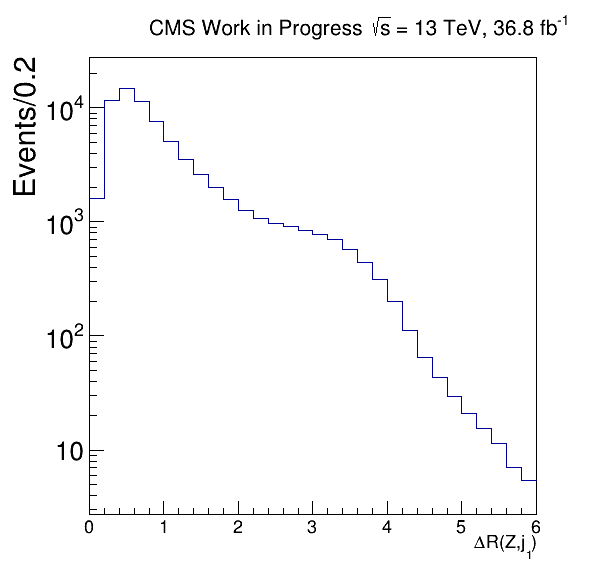 CMS Work in Progress √s = 13 TeV, 36.8 fb⁻¹
Events/0.2
10⁴
10³
10²
10
0 1 2 3 4 5 6
ΔR(Z,j₁)